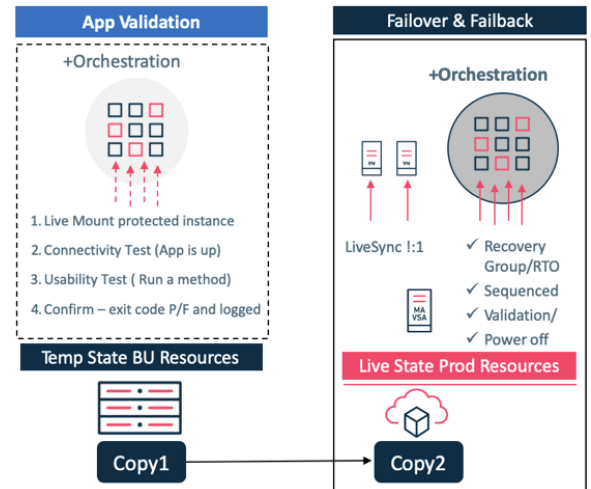 App Validation
+Orchestration
1. Live Mount protected instance
2. Connectivity Test (App is up)
3. Usability Test ( Run a method)
4. Confirm – exit code P/F and logged
Temp State BU Resources
Copy1
Failover & Failback
+Orchestration
VM
VM
LiveSync !:1
✓ Recovery
Group/RTO
✓ Sequenced
✓ Validation/
✓ Power off
MA
VSA
Live State Prod Resources
Copy2